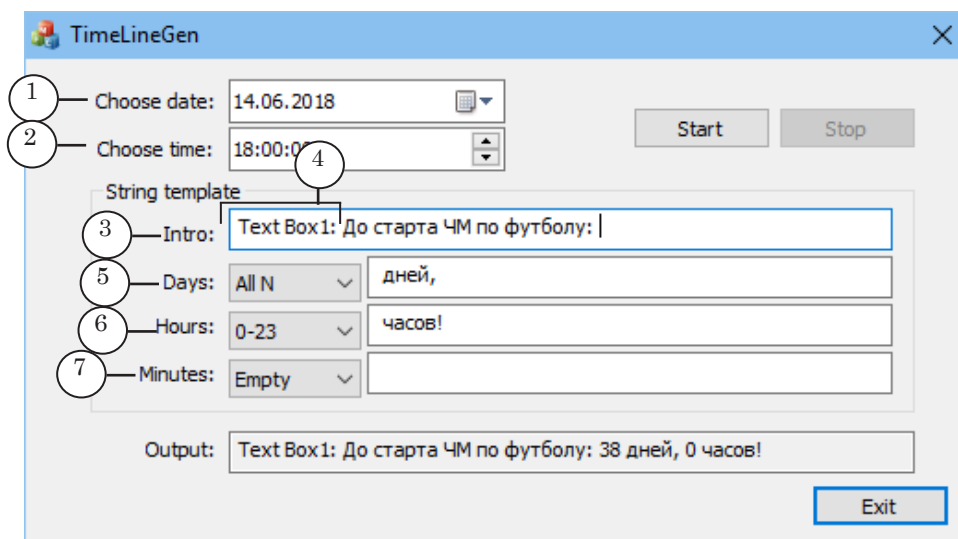 TimeLineGen
1 Choose date: 14.06.2018
Start Stop
2 Choose time: 18:00:0
4
String template
3 Intro: Text Box1: До старта ЧМ по футболу:
5 Days: All N дней,
6 Hours: 0-23 часов!
7 Minutes: Empty
Output: Text Box1: До старта ЧМ по футболу: 38 дней, 0 часов!
Exit